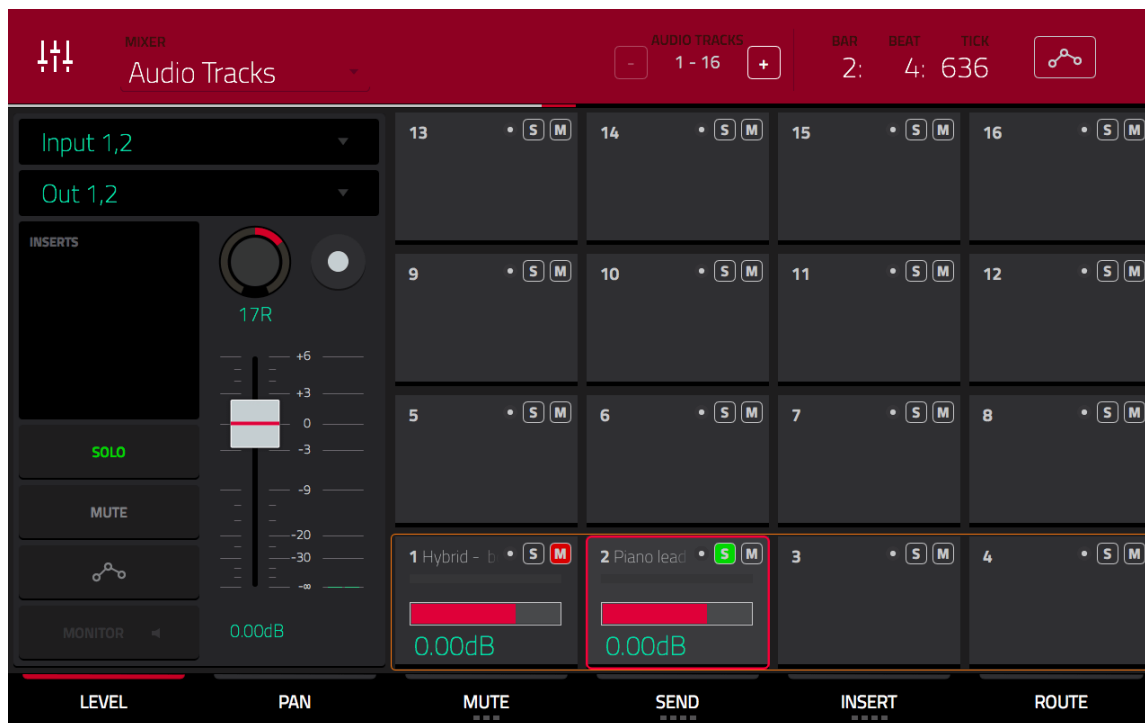 MIXER
Audio Tracks
AUDIO TRACKS
- 1 - 16 +
BAR BEAT TICK
2: 4: 636
Input 1,2
Out 1,2
INSERTS
17R
+6
+3
0
-3
-9
-20
-30
-∞
0.00dB
SOLO
MUTE
MONITOR
13 S M
14 S M
15 S M
16 S M
9 S M
10 S M
11 S M
12 S M
5 S M
6 S M
7 S M
8 S M
1 Hybrid - b S M
0.00dB
2 Piano lead S M
0.00dB
3 S M
4 S M
LEVEL PAN MUTE SEND INSERT ROUTE